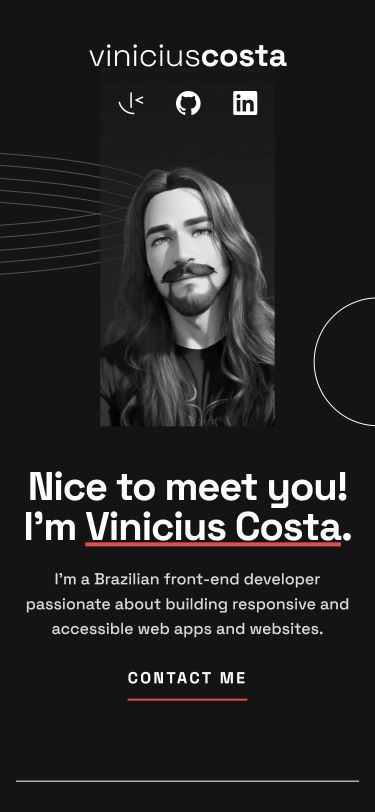 viniciuscosta
Nice to meet you!
I'm Vinicius Costa.
I'm a Brazilian front-end developer
passionate about building responsive and
accessible web apps and websites.
CONTACT ME